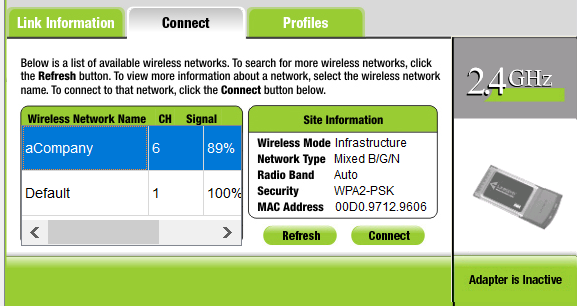 Link Information
Connect
Profiles
Below is a list of available wireless networks. To search for more wireless networks, click
the Refresh button. To view more information about a network, select the wireless network
name. To connect to that network, click the Connect button below.
Wireless Network Name CH Signal
aCompany 6 89%
Default 1 100%
Site Information
Wireless Mode Infrastructure
Network Type Mixed B/G/N
Radio Band Auto
Security WPA2-PSK
MAC Address 00D0.9712.9606
Refresh
Connect
2.4GHz
Adapter is Inactive